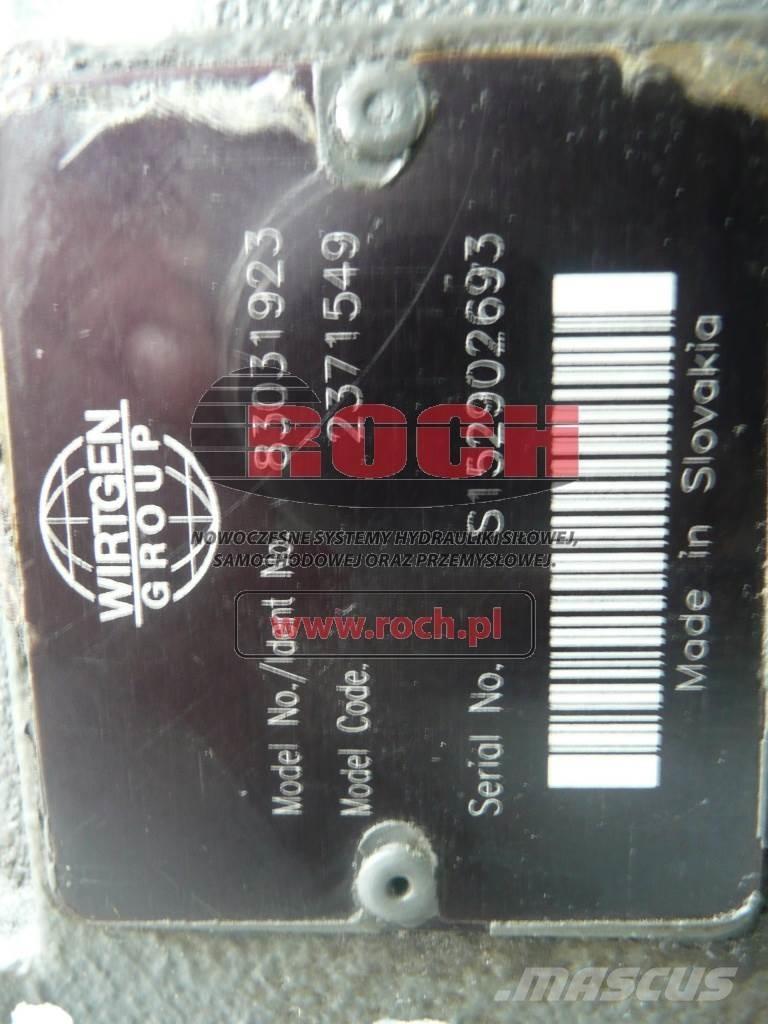 WIRTGEN
GROUP
Model No./Ident No. 83031923
Model Code. 2371549
Serial No. S152902693
Made in Slovakia
ROCH
NOWOCZESNE SYSTEMY HYDRAULIKI SIŁOWEJ,
SAMOCHODOWEJ ORAZ PRZEMYSŁOWEJ.
www.roch.pl
MASCUS